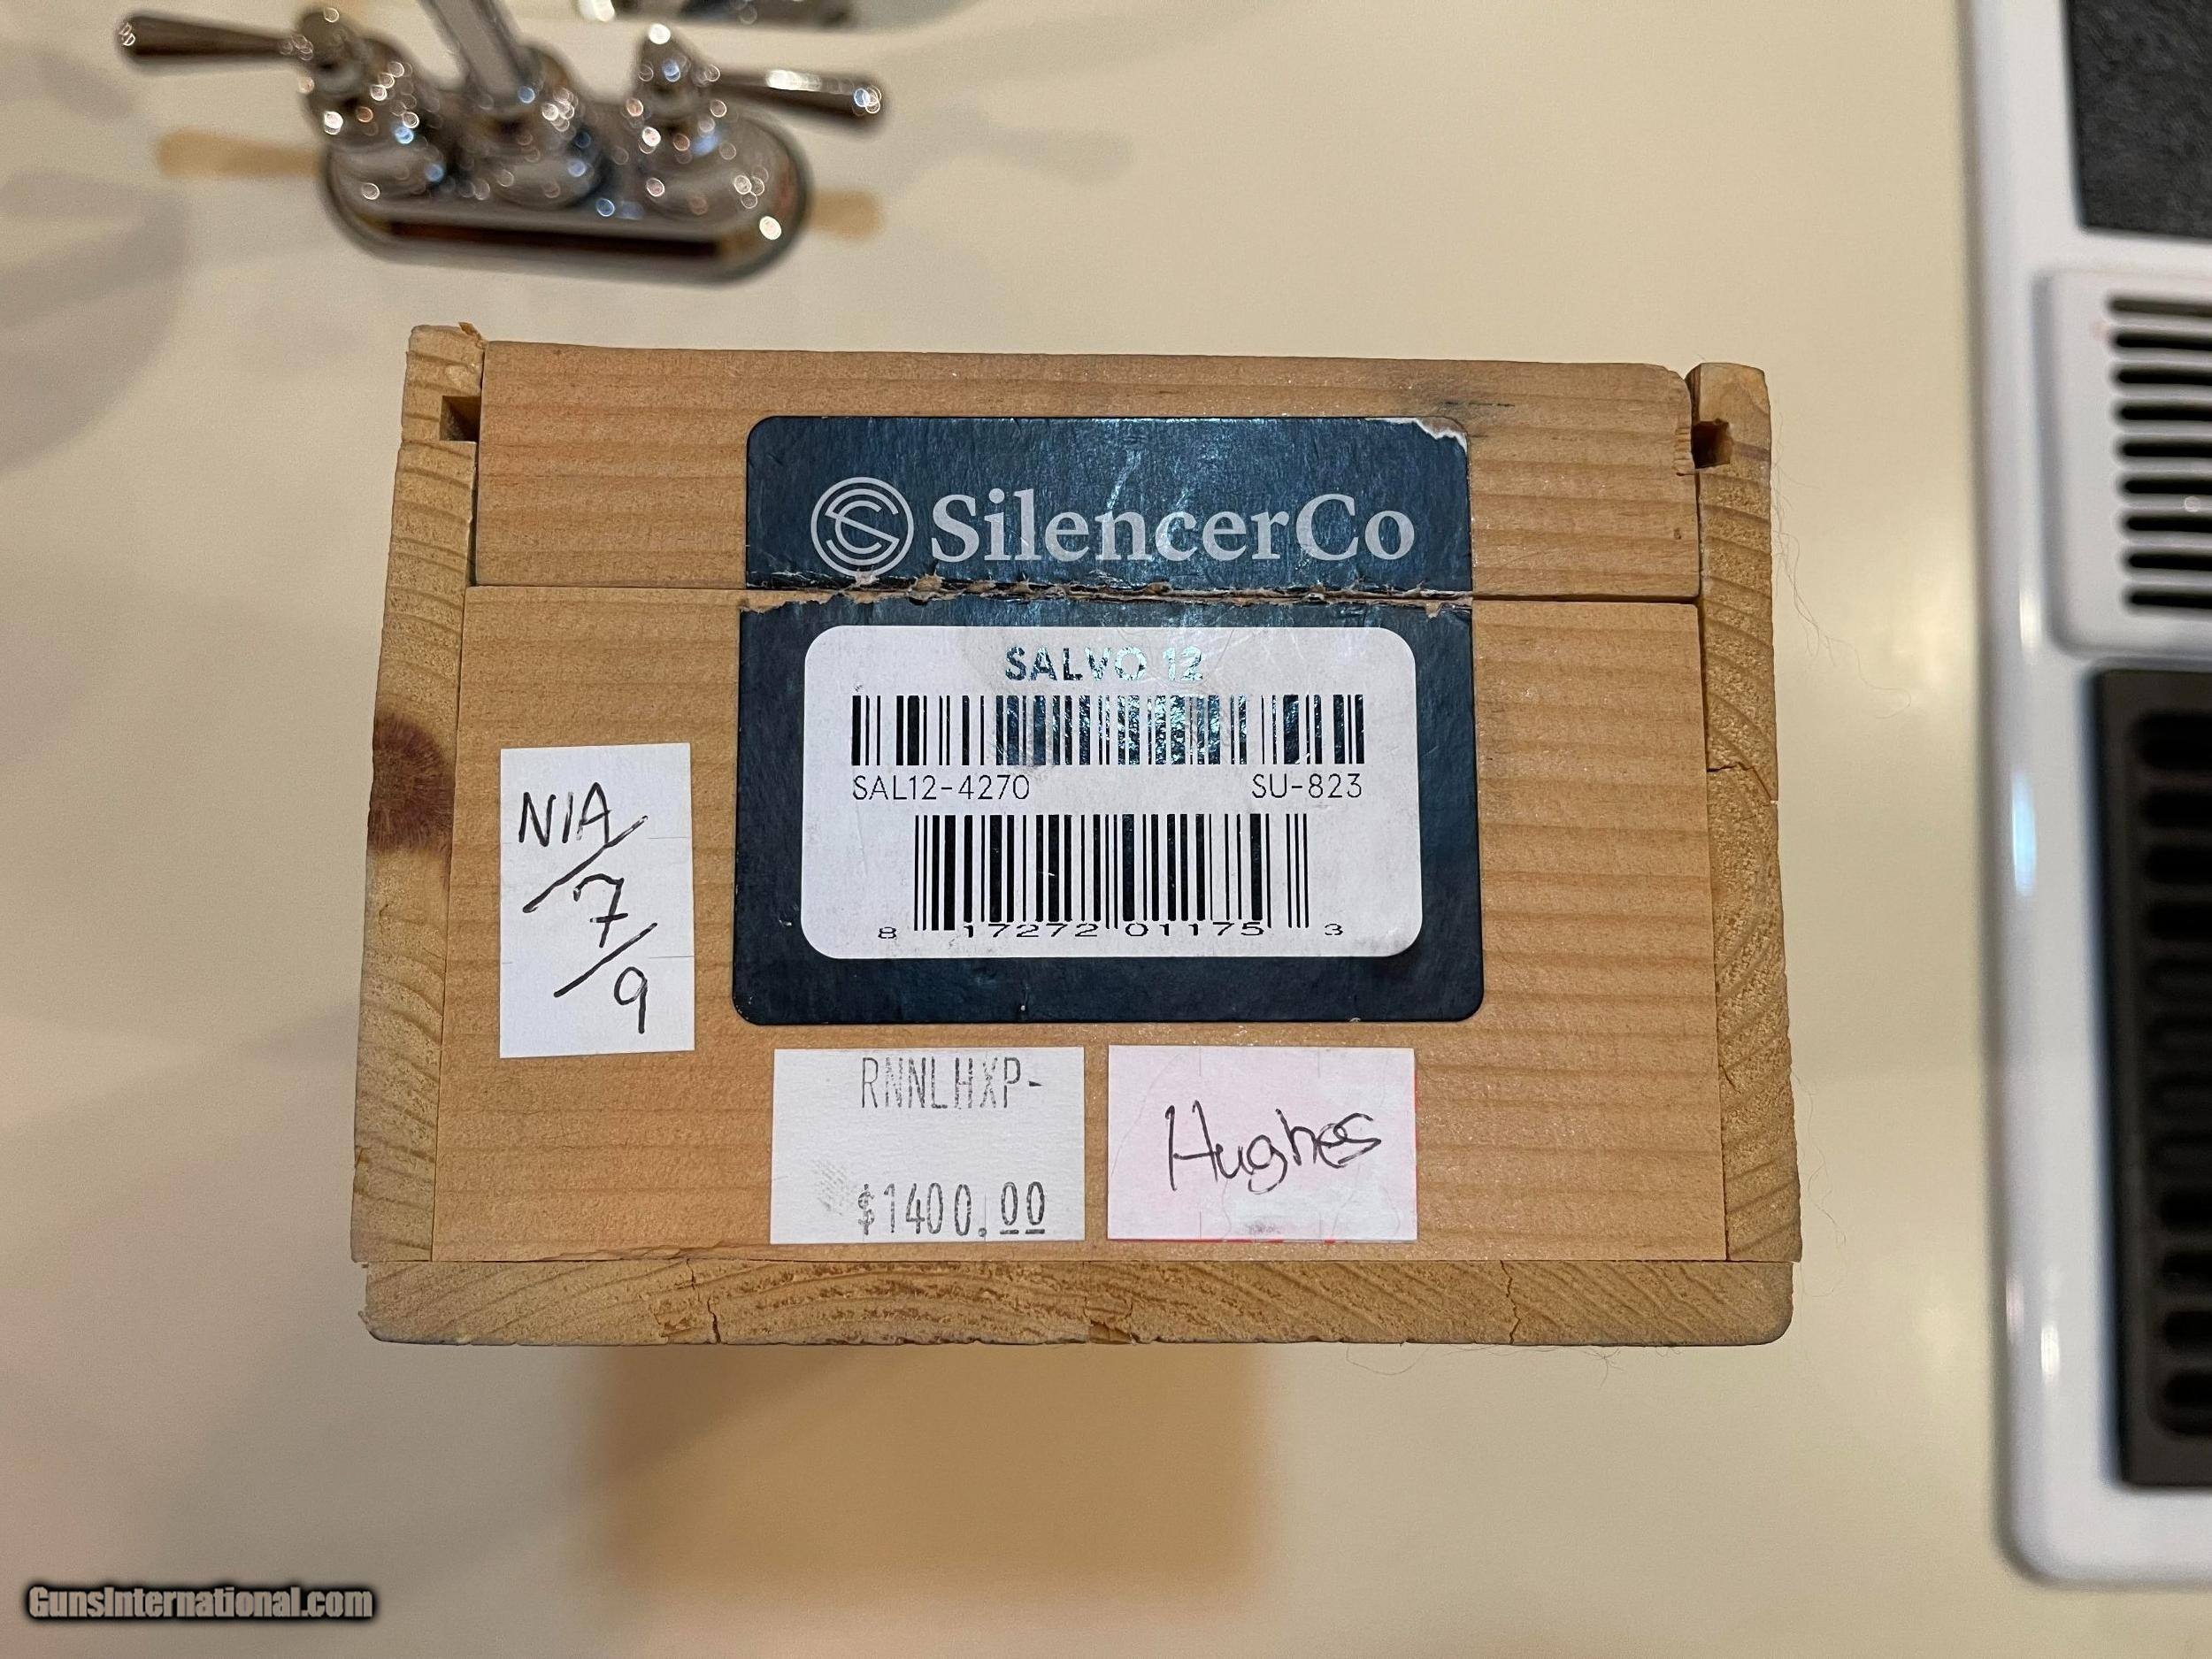 SilencerCo
SALVO 12
SAL12-4270 SU-823
8 17272 01175 3
NIA/
7/
9
RNNLHXP-
$1400.00
Hughes
GunsInternational.com